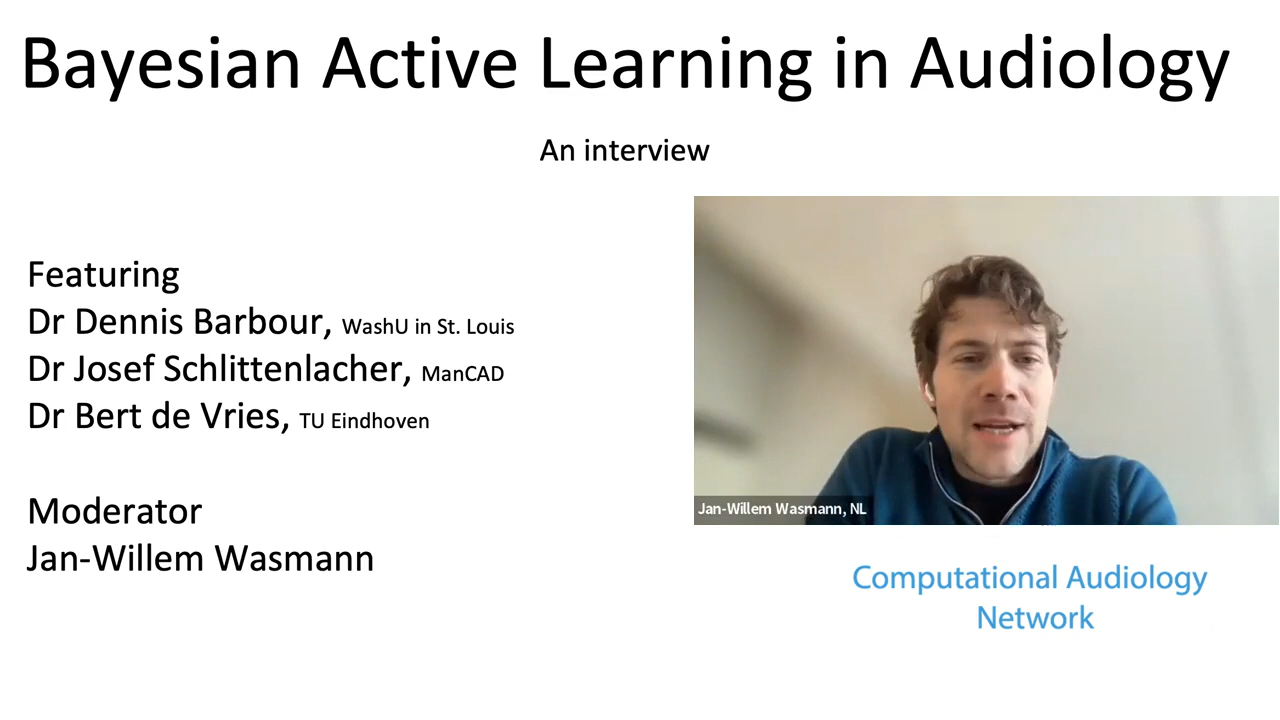 Bayesian Active Learning in Audiology
An interview
Featuring
Dr Dennis Barbour, WashU in St. Louis
Dr Josef Schlittenlacher, ManCAD
Dr Bert de Vries, TU Eindhoven
Moderator
Jan-Willem Wasmann
Jan-Willem Wasmann, NL
Computational Audiology
Network